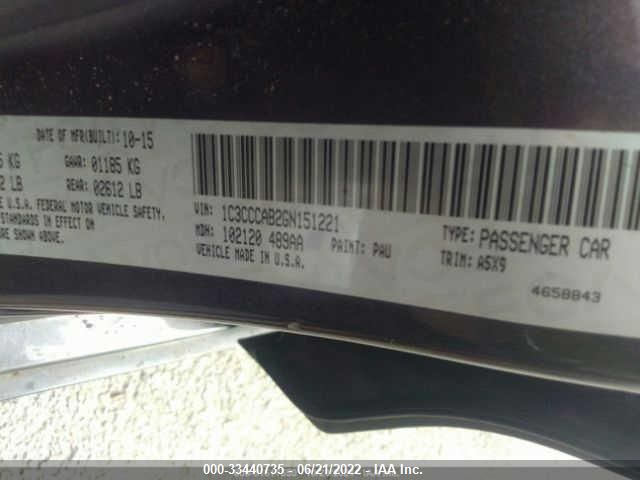 DATE OF MFR(BUILT): 10-15
KG GAWR: 01185 KG
LB REAR: 02612 LB
U.S.A. FEDERAL MOTOR VEHICLE SAFETY,
STANDARDS IN EFFECT ON
SHOWN ABOVE.
VIN: 1C3CCCAB2GN151221
MDH: 102120 489AA PAINT: PAU
VEHICLE MADE IN U.S.A.
TYPE: PASSENGER CAR
TRIM: A5X9
4658843
000-33440735 - 06/21/2022 - IAA Inc.